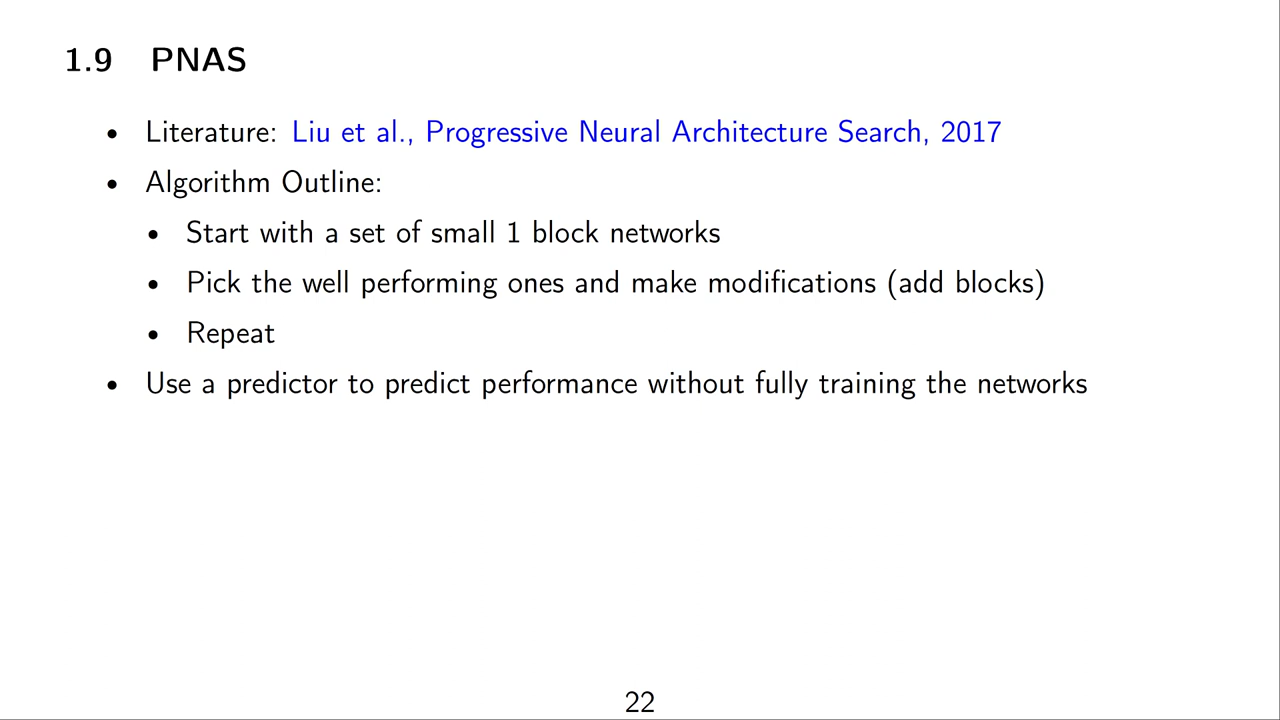 1.9 PNAS
• Literature: Liu et al., Progressive Neural Architecture Search, 2017
• Algorithm Outline:
• Start with a set of small 1 block networks
• Pick the well performing ones and make modifications (add blocks)
• Repeat
• Use a predictor to predict performance without fully training the networks
22